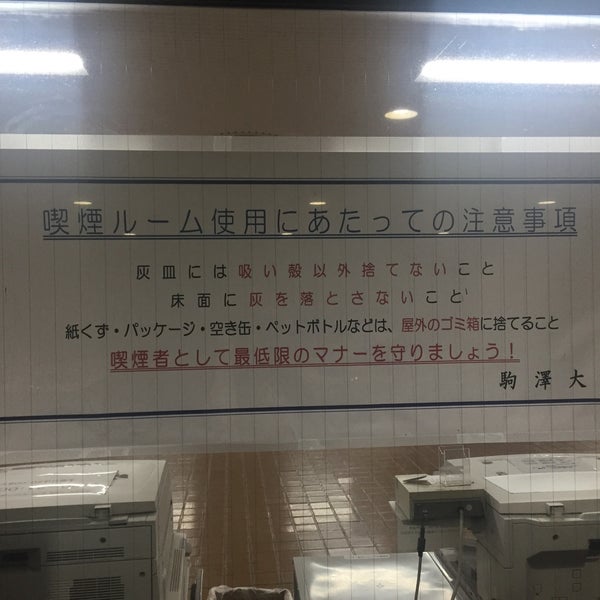 喫煙ルーム使用にあたっての注意事項
灰皿には吸い殻以外捨てないこと
床面に灰を落とさないこと
紙くず・パッケージ・空き缶・ペットボトルなどは、屋外のゴミ箱に捨てること
喫煙者として最低限のマナーを守りましょう！
駒澤大